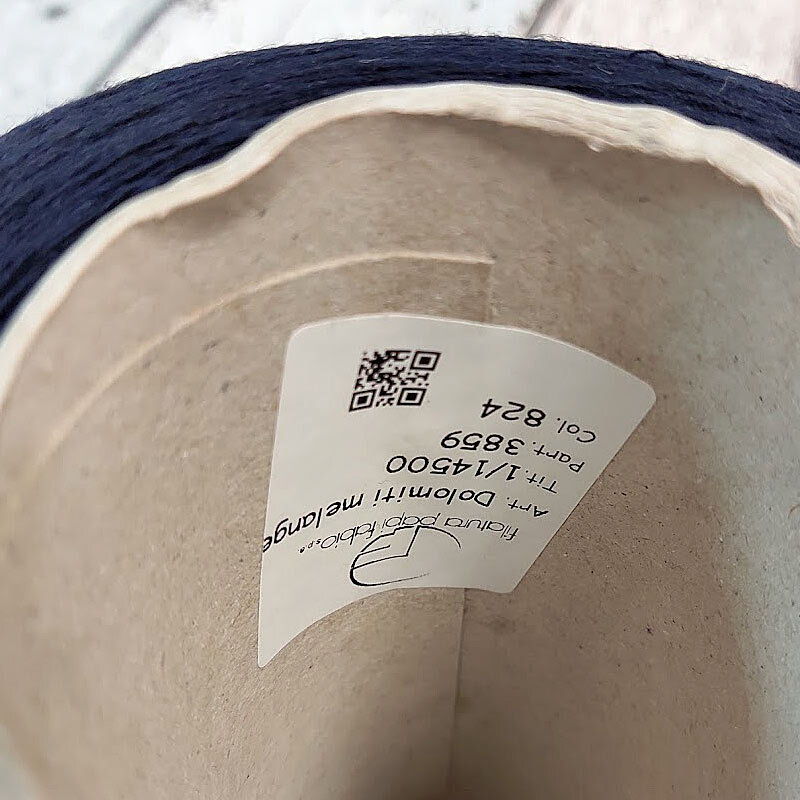 filatura papi fabio s.p.a.
Art. Dolomiti melange
Tit. 1/14500
Part. 3859
Col. 824